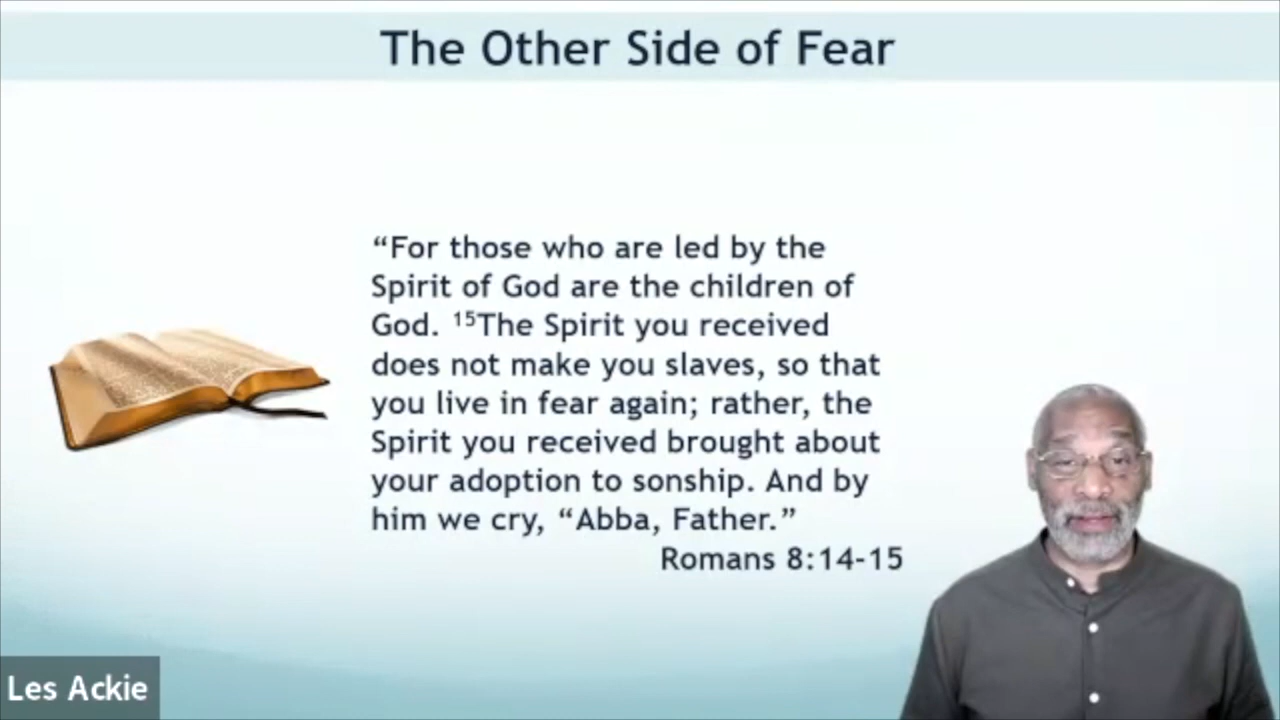 The Other Side of Fear
“For those who are led by the
Spirit of God are the children of
God. ¹⁵The Spirit you received
does not make you slaves, so that
you live in fear again; rather, the
Spirit you received brought about
your adoption to sonship. And by
him we cry, “Abba, Father.”
Romans 8:14-15
Les Ackie